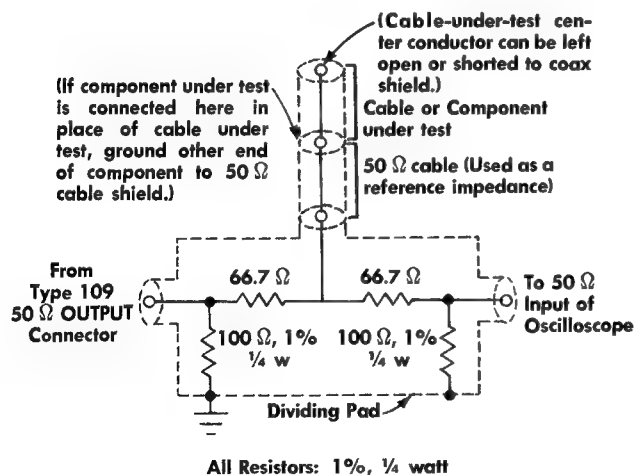 (Cable-under-test cen-
ter conductor can be left
open or shorted to coax
shield.)
Cable or Component
under test
(If component under test
is connected here in
place of cable under
test, ground other end
of component to 50 Ω
cable shield.)
50 Ω cable (Used as a
reference impedance)
From
Type 109
50 Ω OUTPUT
Connector
66.7 Ω
66.7 Ω
To 50 Ω
Input of
Oscilloscope
100 Ω, 1%
¼ w
100 Ω, 1%
¼ w
Dividing Pad
All Resistors: 1%, ¼ watt